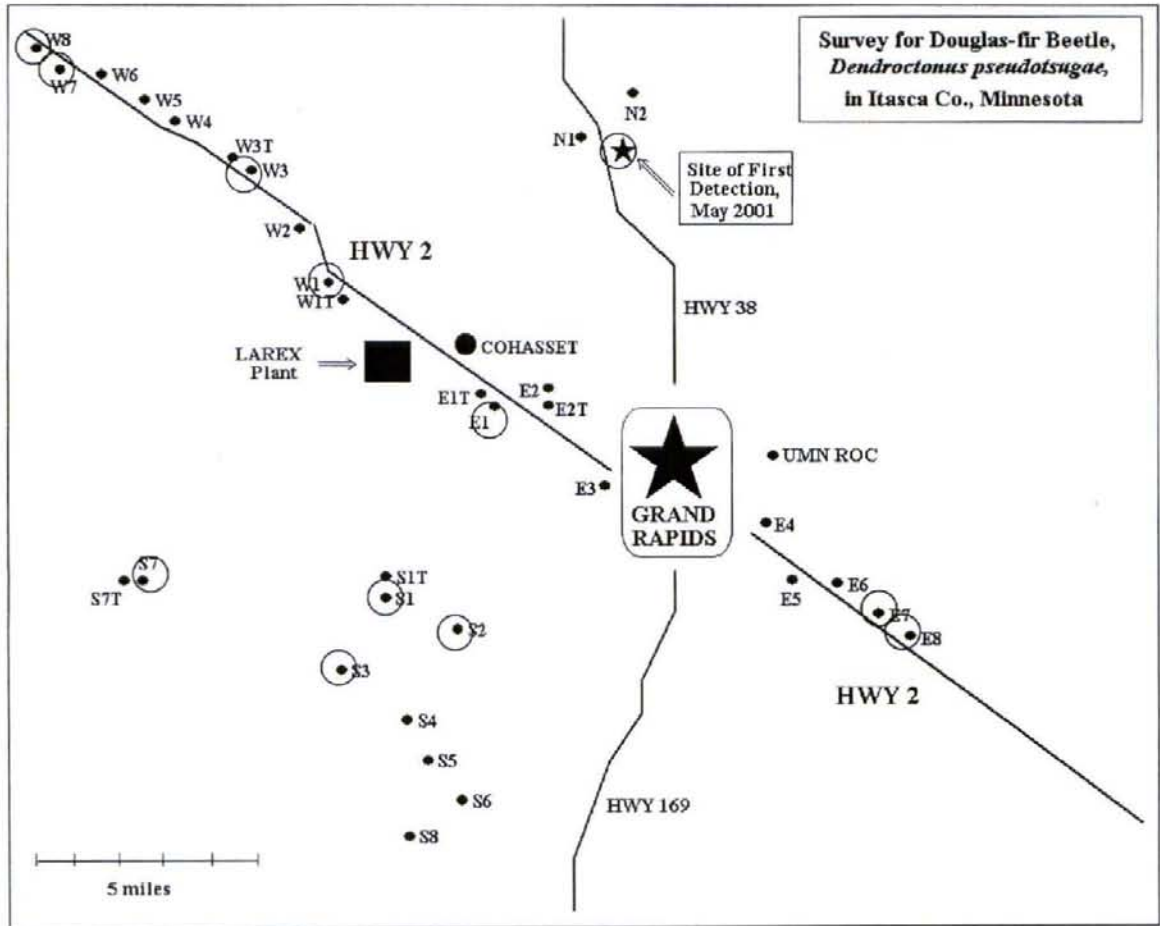 Survey for Douglas-fir Beetle,
Dendroctonus pseudotsugae,
in Itasca Co., Minnesota
W8
W7
W6
W5
W4
W3T
W3
W2
HWY 2
W1
W1T
N2
N1
Site of First
Detection,
May 2001
HWY 38
LAREX
Plant
COHASSET
E1T
E1
E2
E2T
E3
GRAND
RAPIDS
UMN ROC
E4
E5
E6
E7
E8
HWY 2
S7
S7T
S1T
S1
S2
S3
S4
S5
S6
S8
HWY 169
5 miles